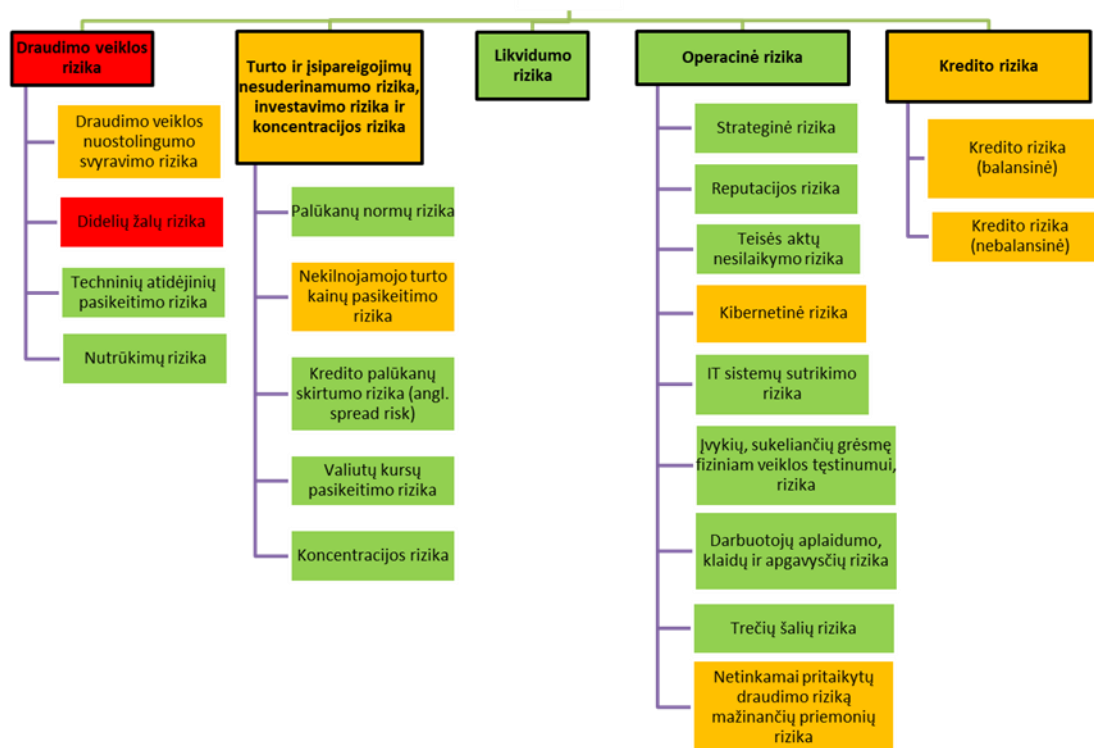 Draudimo veiklos
rizika
Draudimo veiklos
nuostolingumo
svyravimo rizika
Didelių žalų rizika
Techninių atidėjinių
pasikeitimo rizika
Nutrūkimų rizika
Turto ir įsipareigojimų
nesuderinamumo rizika,
investavimo rizika ir
koncentracijos rizika
Palūkanų normų rizika
Nekilnojamojo turto
kainų pasikeitimo
rizika
Kredito palūkanų
skirtumo rizika (angl.
spread risk)
Valiutų kursų
pasikeitimo rizika
Koncentracijos rizika
Likvidumo
rizika
Operacinė rizika
Strateginė rizika
Reputacijos rizika
Teisės aktų
nesilaikymo rizika
Kibernetinė rizika
IT sistemų sutrikimo
rizika
Įvykių, sukeliančių grėsmę
fiziniam veiklos tęstinumui,
rizika
Darbuotojų aplaidumo,
klaidų ir apgavysčių rizika
Trečių šalių rizika
Netinkamai pritaikytų
draudimo riziką
mažinančių priemonių
rizika
Kredito rizika
Kredito rizika
(balansinė)
Kredito rizika
(nebalansinė)